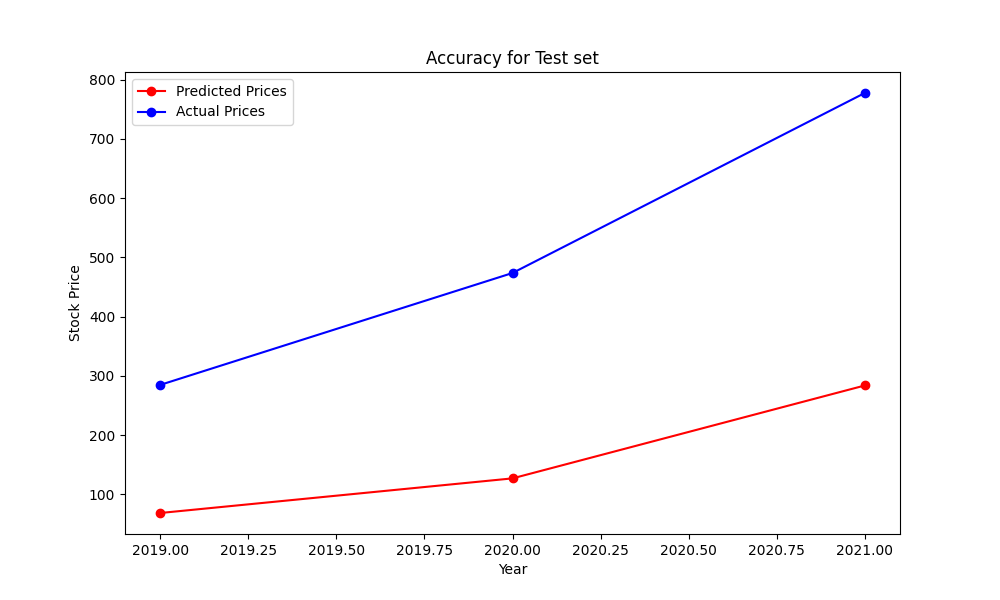 Accuracy for Test set
Predicted Prices
Actual Prices
800
700
600
500
400
300
200
100
Stock Price
2019.00 2019.25 2019.50 2019.75 2020.00 2020.25 2020.50 2020.75 2021.00
Year